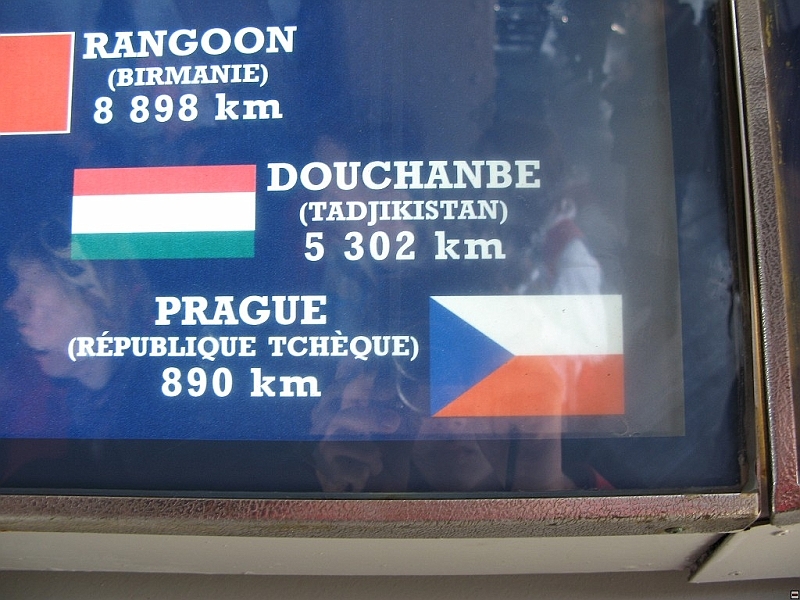 RANGOON
(BIRMANIE)
8 898 km
DOUCHANBE
(TADJIKISTAN)
5 302 km
PRAGUE
(RÉPUBLIQUE TCHÈQUE)
890 km